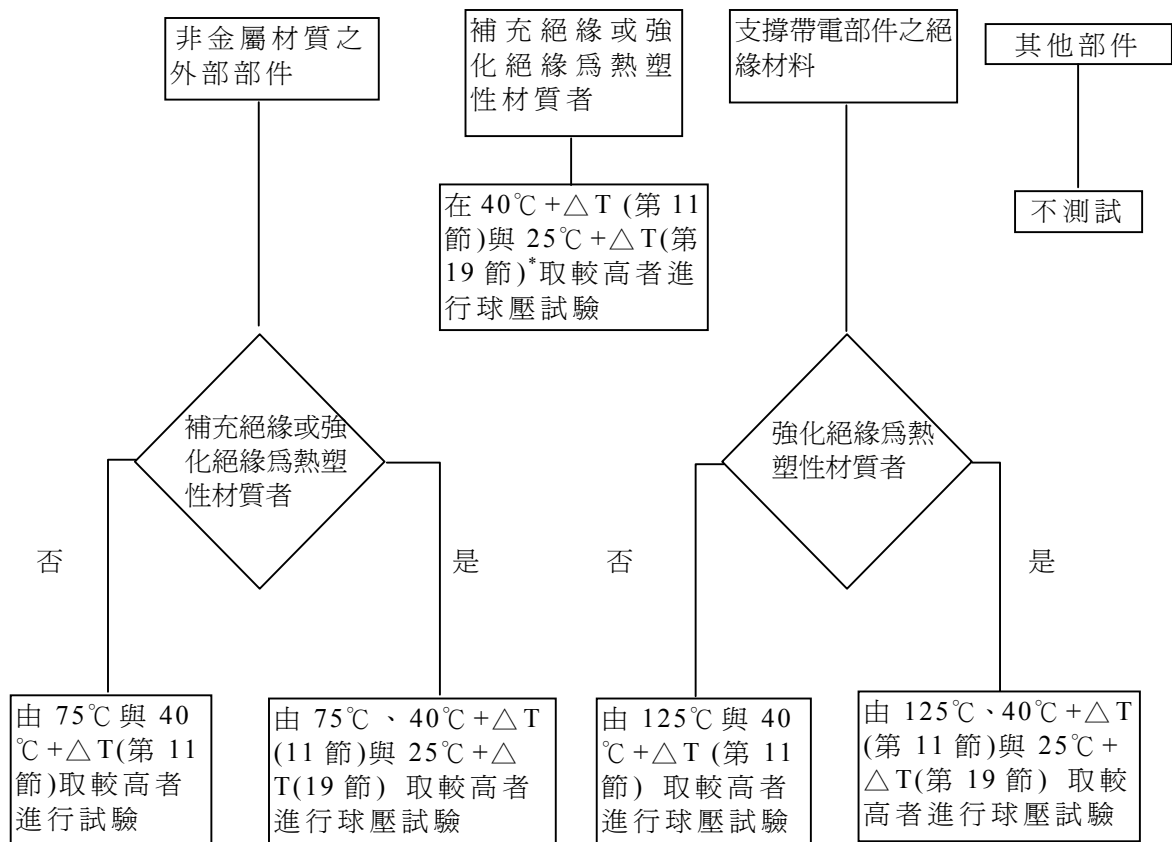 非金屬材質之
外部部件
補充絕緣或強
化絕緣爲熱塑
性材質者
支撐帶電部件之絕
緣材料
其他部件
在 40℃+△T (第 11
節)與 25℃+△T(第
19 節)*取較高者進
行球壓試驗
不測試
補充絕緣或強
化絕緣爲熱塑
性材質者
強化絕緣爲熱
塑性材質者
否
是
否
是
由 75℃與 40
℃+△T(第 11
節)取較高者
進行試驗
由 75℃、40℃+△T
(11 節)與 25℃+△
T(19 節) 取較高者
進行球壓試驗
由 125℃與 40
℃+△T (第 11
節) 取較高者
進行球壓試驗
由 125℃、40℃+△T
(第 11 節)與 25℃+
△T(第 19 節) 取較
高者進行球壓試驗